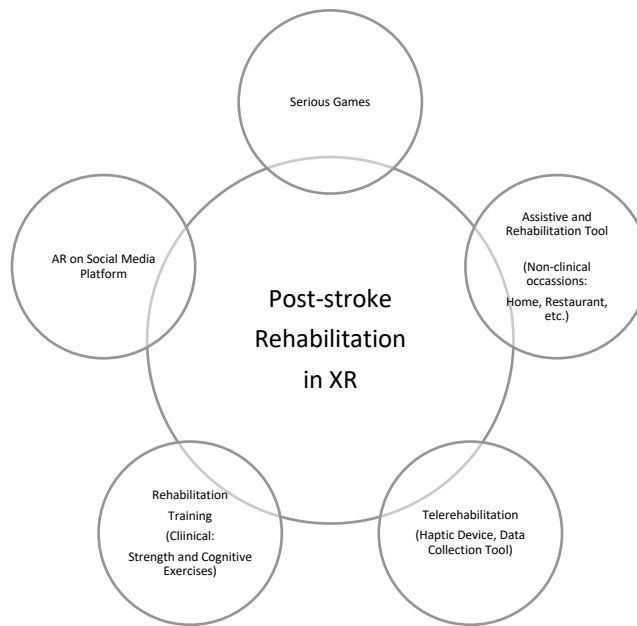 Serious Games
Assistive and
Rehabilitation Tool
(Non-clinical
occassions:
Home, Restaurant,
etc.)
AR on Social Media
Platform
Post-stroke
Rehabilitation
in XR
Rehabilitation
Training
(Cliinical:
Strength and Cognitive
Exercises)
Telerehabilitation
(Haptic Device, Data
Collection Tool)